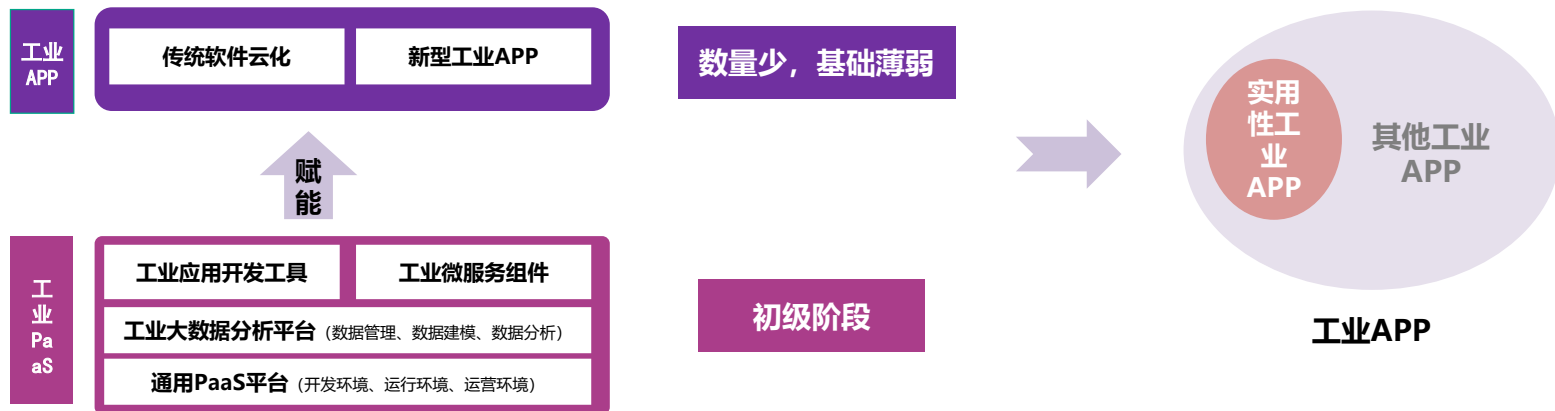 工业
APP
传统软件云化
新型工业APP
数量少，基础薄弱
赋
能
工
业
Pa
aS
工业应用开发工具
工业微服务组件
工业大数据分析平台（数据管理、数据建模、数据分析）
通用PaaS平台（开发环境、运行环境、运营环境）
初级阶段
实用
性工
业
APP
其他工业
APP
工业APP